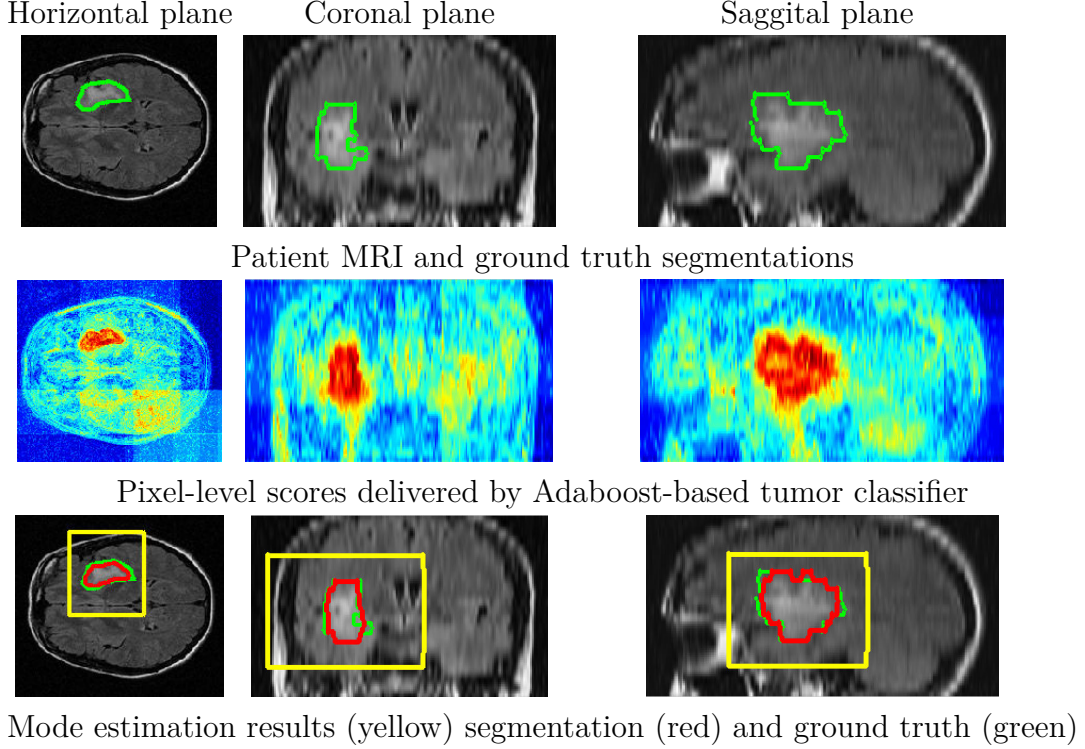 Horizontal plane
Coronal plane
Saggital plane
Patient MRI and ground truth segmentations
Pixel-level scores delivered by Adaboost-based tumor classifier
Mode estimation results (yellow) segmentation (red) and ground truth (green)